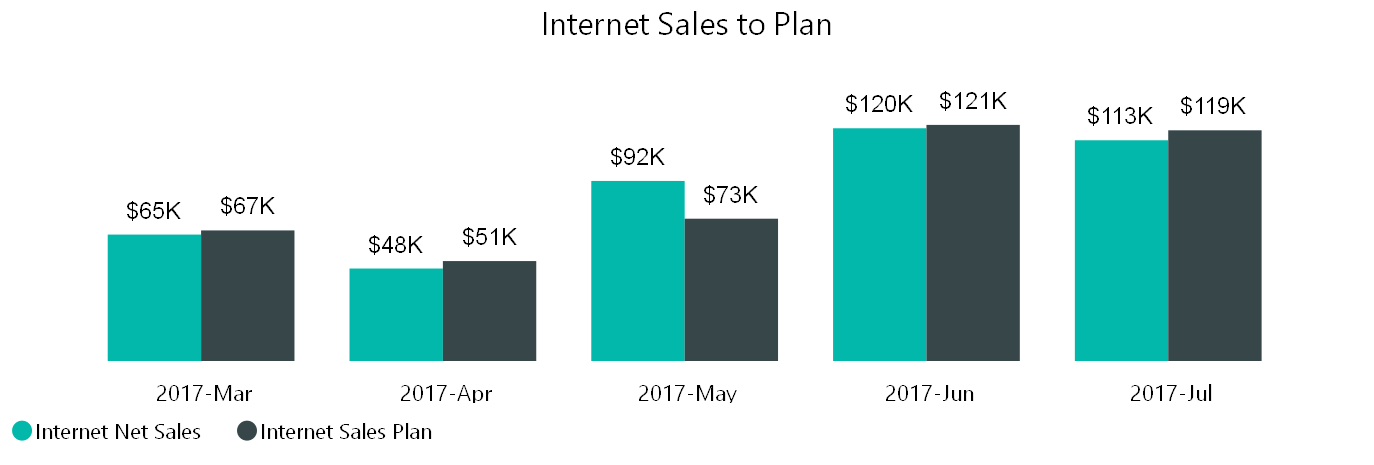 Internet Sales to Plan
$65K $67K $48K $51K $92K $73K $120K $121K $113K $119K
2017-Mar 2017-Apr 2017-May 2017-Jun 2017-Jul
Internet Net Sales Internet Sales Plan